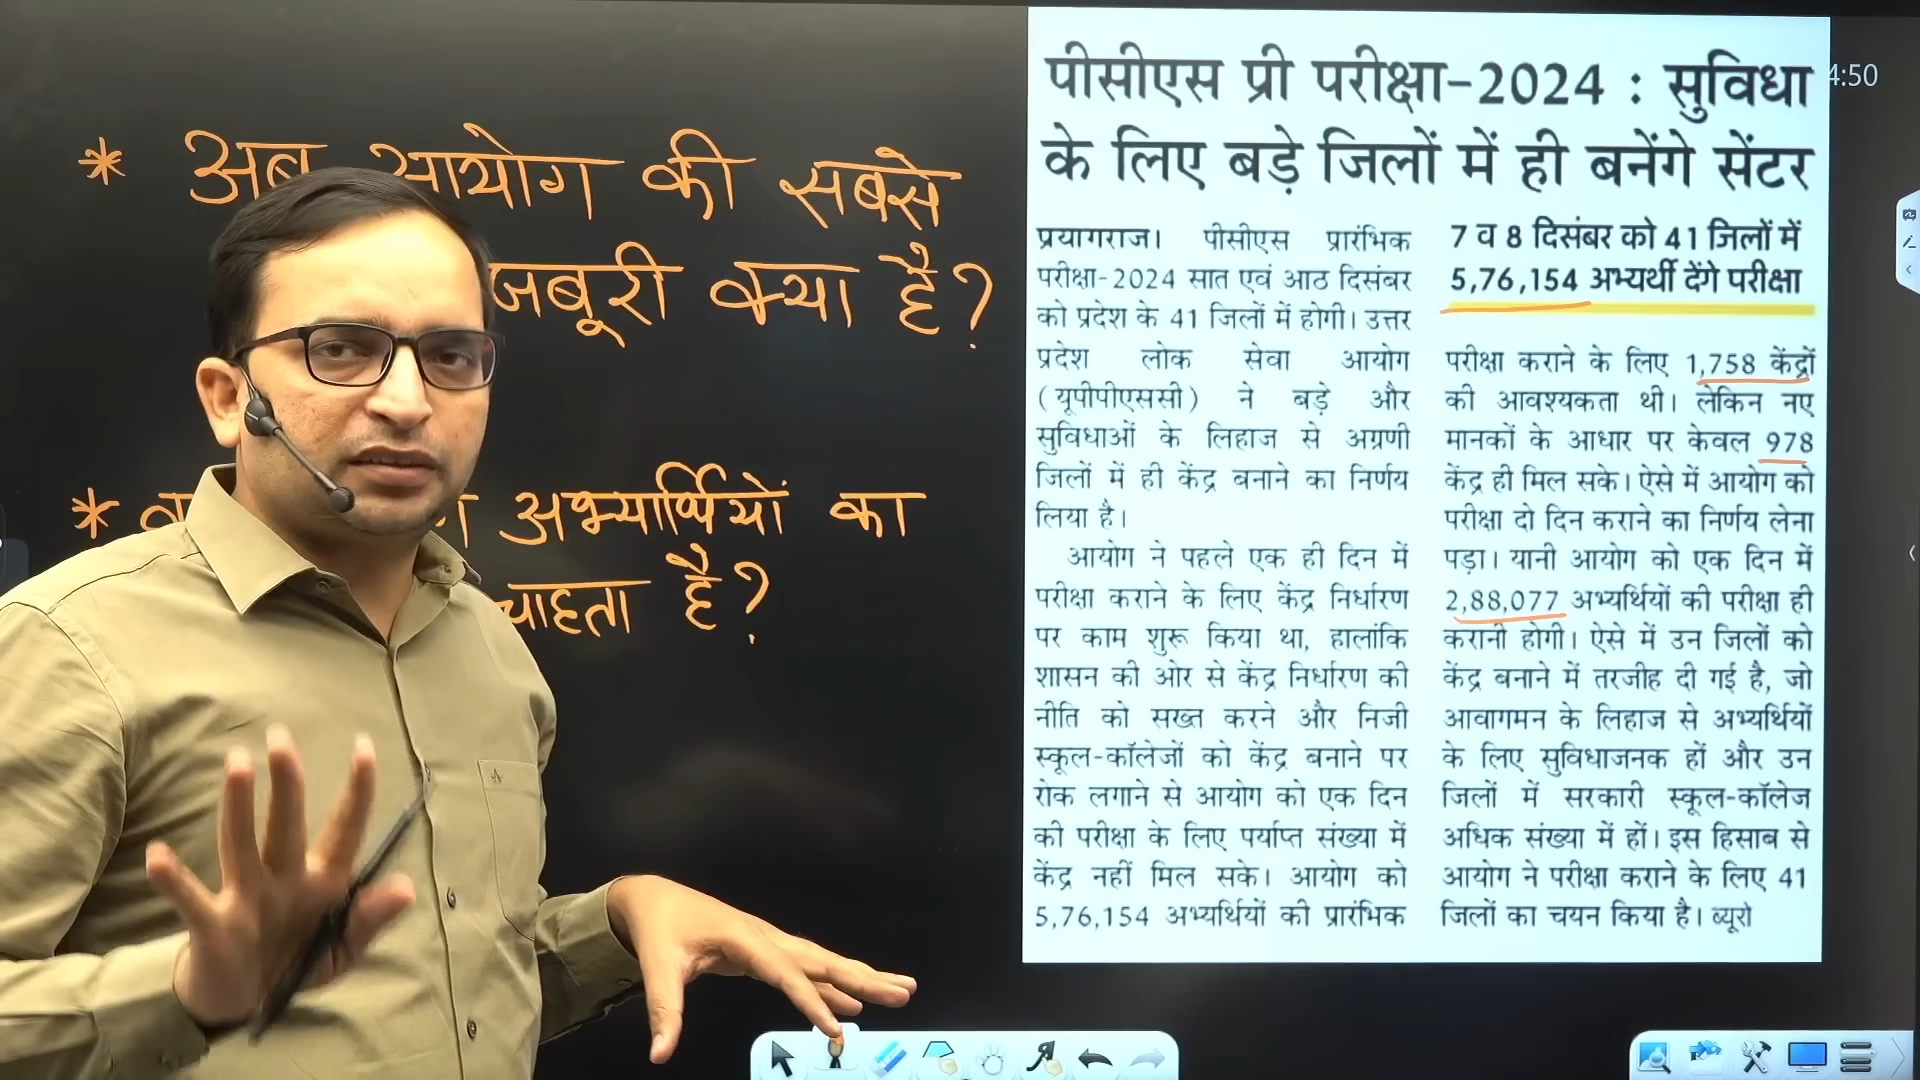 * अब आयोग की सबसे
जबूरी क्या है?
* अभ्यार्थियों का
चाहता है?
4:50
पीसीएस प्री परीक्षा-2024 : सुविधा
के लिए बड़े जिलों में ही बनेंगे सेंटर
प्रयागराज। पीसीएस प्रारंभिक
परीक्षा-2024 सात एवं आठ दिसंबर
को प्रदेश के 41 जिलों में होगी। उत्तर
प्रदेश लोक सेवा आयोग
(यूपीपीएससी) ने बड़े और
सुविधाओं के लिहाज से अग्रणी
जिलों में ही केंद्र बनाने का निर्णय
लिया है।
आयोग ने पहले एक ही दिन में
परीक्षा कराने के लिए केंद्र निर्धारण
पर काम शुरू किया था, हालांकि
शासन की ओर से केंद्र निर्धारण की
नीति को सख्त करने और निजी
स्कूल-कॉलेजों को केंद्र बनाने पर
रोक लगाने से आयोग को एक दिन
की परीक्षा के लिए पर्याप्त संख्या में
केंद्र नहीं मिल सके। आयोग को
5,76,154 अभ्यर्थियों की प्रारंभिक
7 व 8 दिसंबर को 41 जिलों में
5,76,154 अभ्यर्थी देंगे परीक्षा
परीक्षा कराने के लिए 1,758 केंद्रों
की आवश्यकता थी। लेकिन नए
मानकों के आधार पर केवल 978
केंद्र ही मिल सके। ऐसे में आयोग को
परीक्षा दो दिन कराने का निर्णय लेना
पड़ा। यानी आयोग को एक दिन में
2,88,077 अभ्यर्थियों की परीक्षा ही
करानी होगी। ऐसे में उन जिलों को
केंद्र बनाने में तरजीह दी गई है, जो
आवागमन के लिहाज से अभ्यर्थियों
के लिए सुविधाजनक हों और उन
जिलों में सरकारी स्कूल-कॉलेज
अधिक संख्या में हों। इस हिसाब से
आयोग ने परीक्षा कराने के लिए 41
जिलों का चयन किया है। ब्यूरो